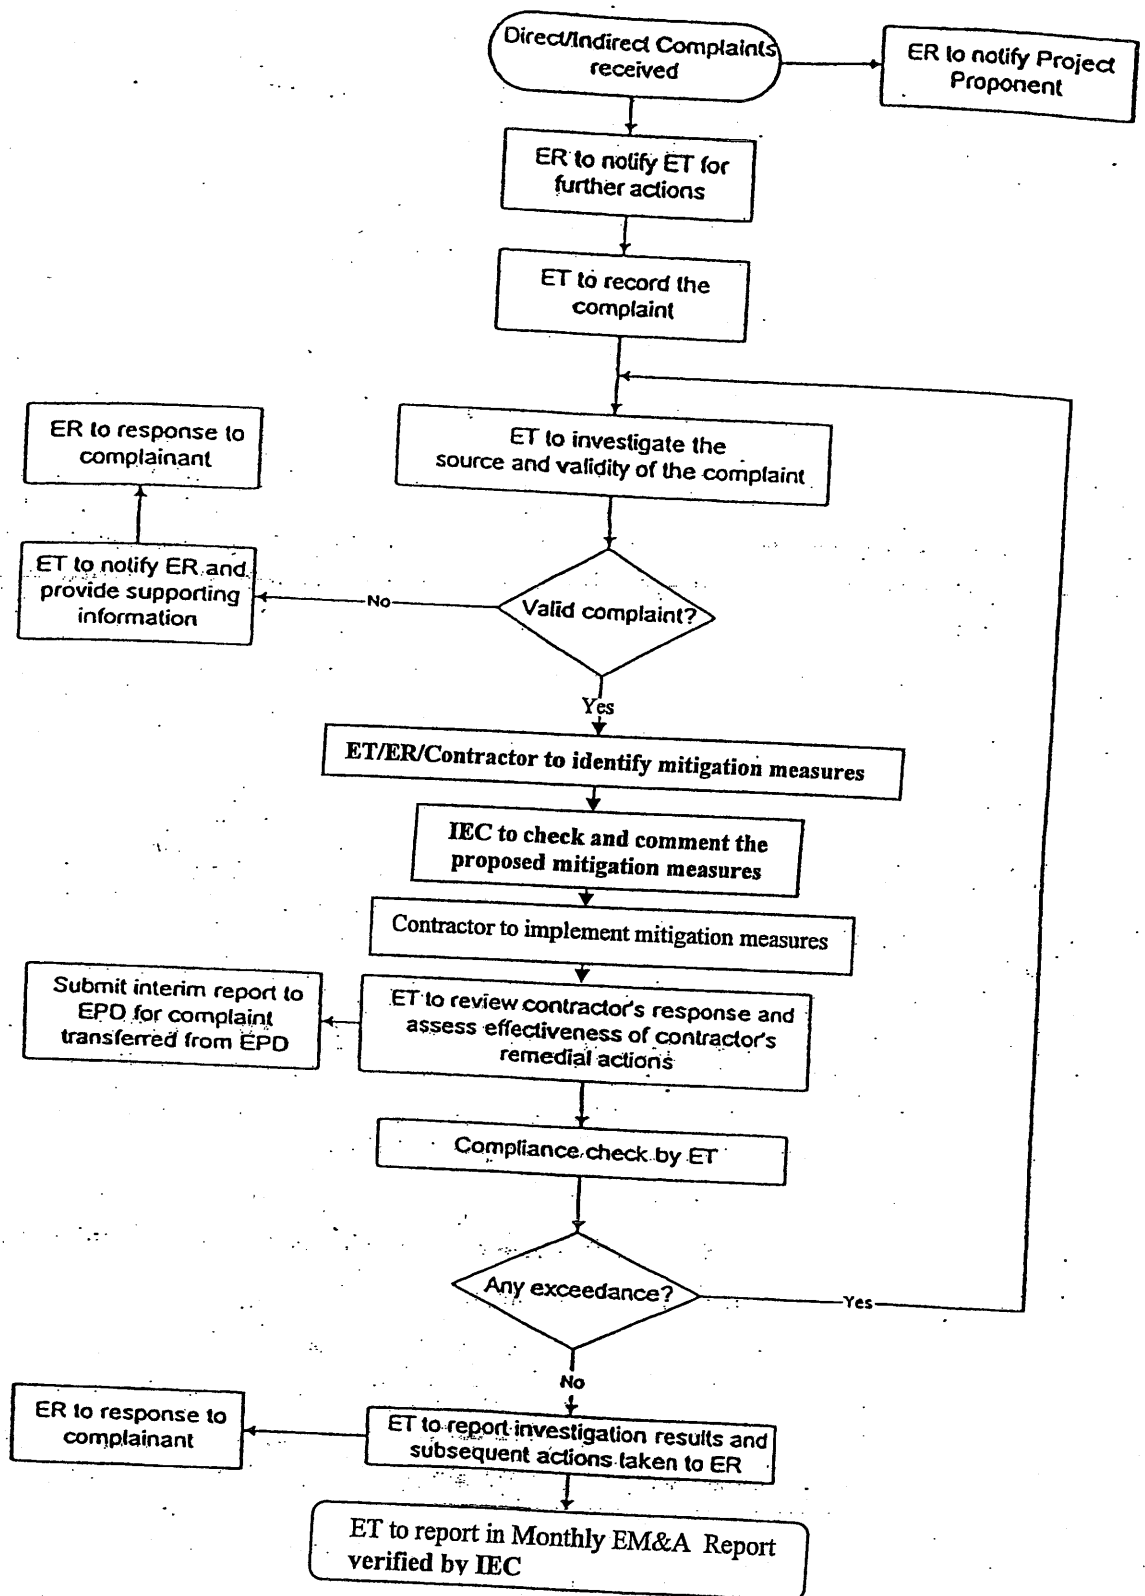 Direct/Indirect Complaints
received
ER to notify Project
Proponent
ER to notify ET for
further actions
ET to record the
complaint
ET to investigate the
source and validity of the complaint
ER to response to
complainant
ET to notify ER and
provide supporting
information
No
Valid complaint?
Yes
ET/ER/Contractor to identify mitigation measures
IEC to check and comment the
proposed mitigation measures
Contractor to implement mitigation measures
ET to review contractor's response and
assess effectiveness of contractor's
remedial actions
Submit interim report to
EPD for complaint
transferred from EPD
Compliance check by ET
Any exceedance?
Yes
No
ET to report investigation results and
subsequent actions taken to ER
ER to response to
complainant
ET to report in Monthly EM&A Report
verified by IEC